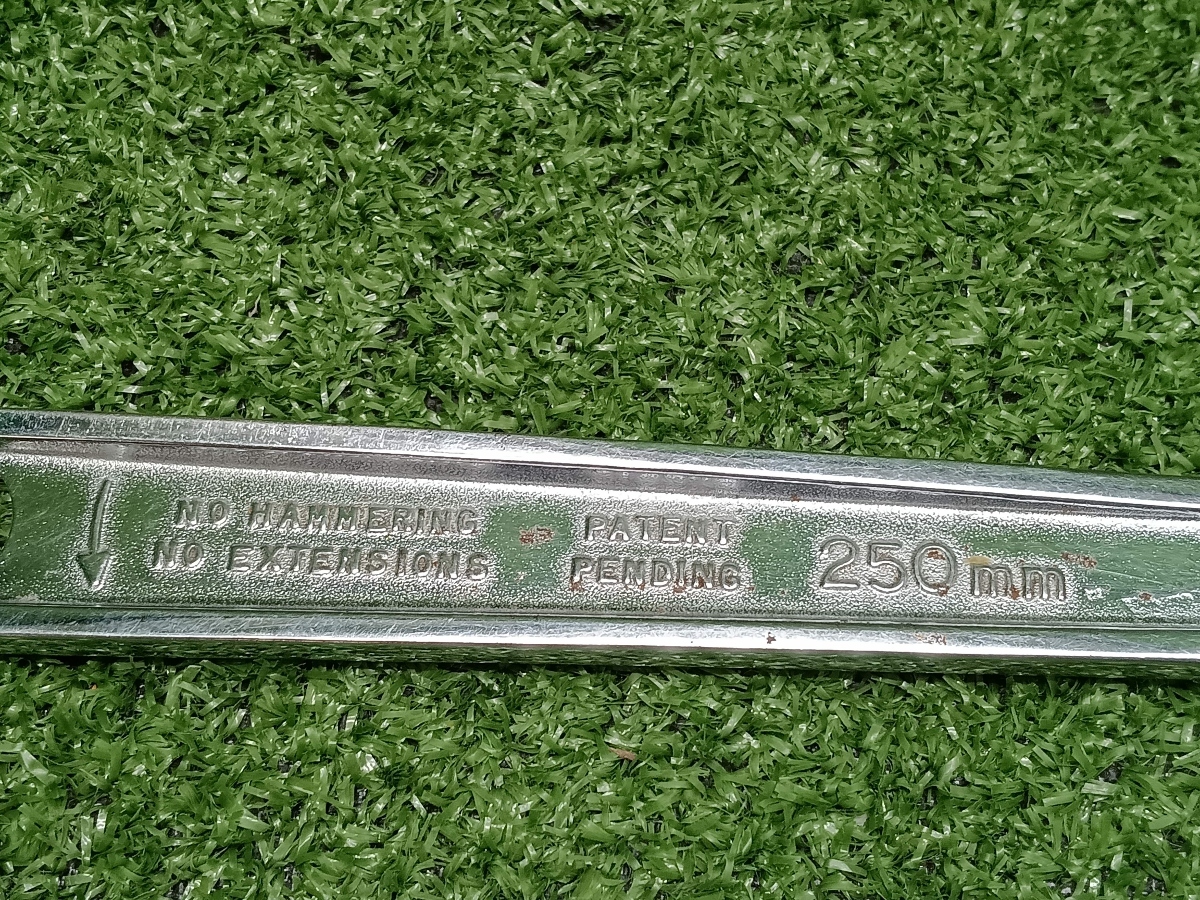 NO HAMMERING
NO EXTENSIONS
PATENT
PENDING
250mm